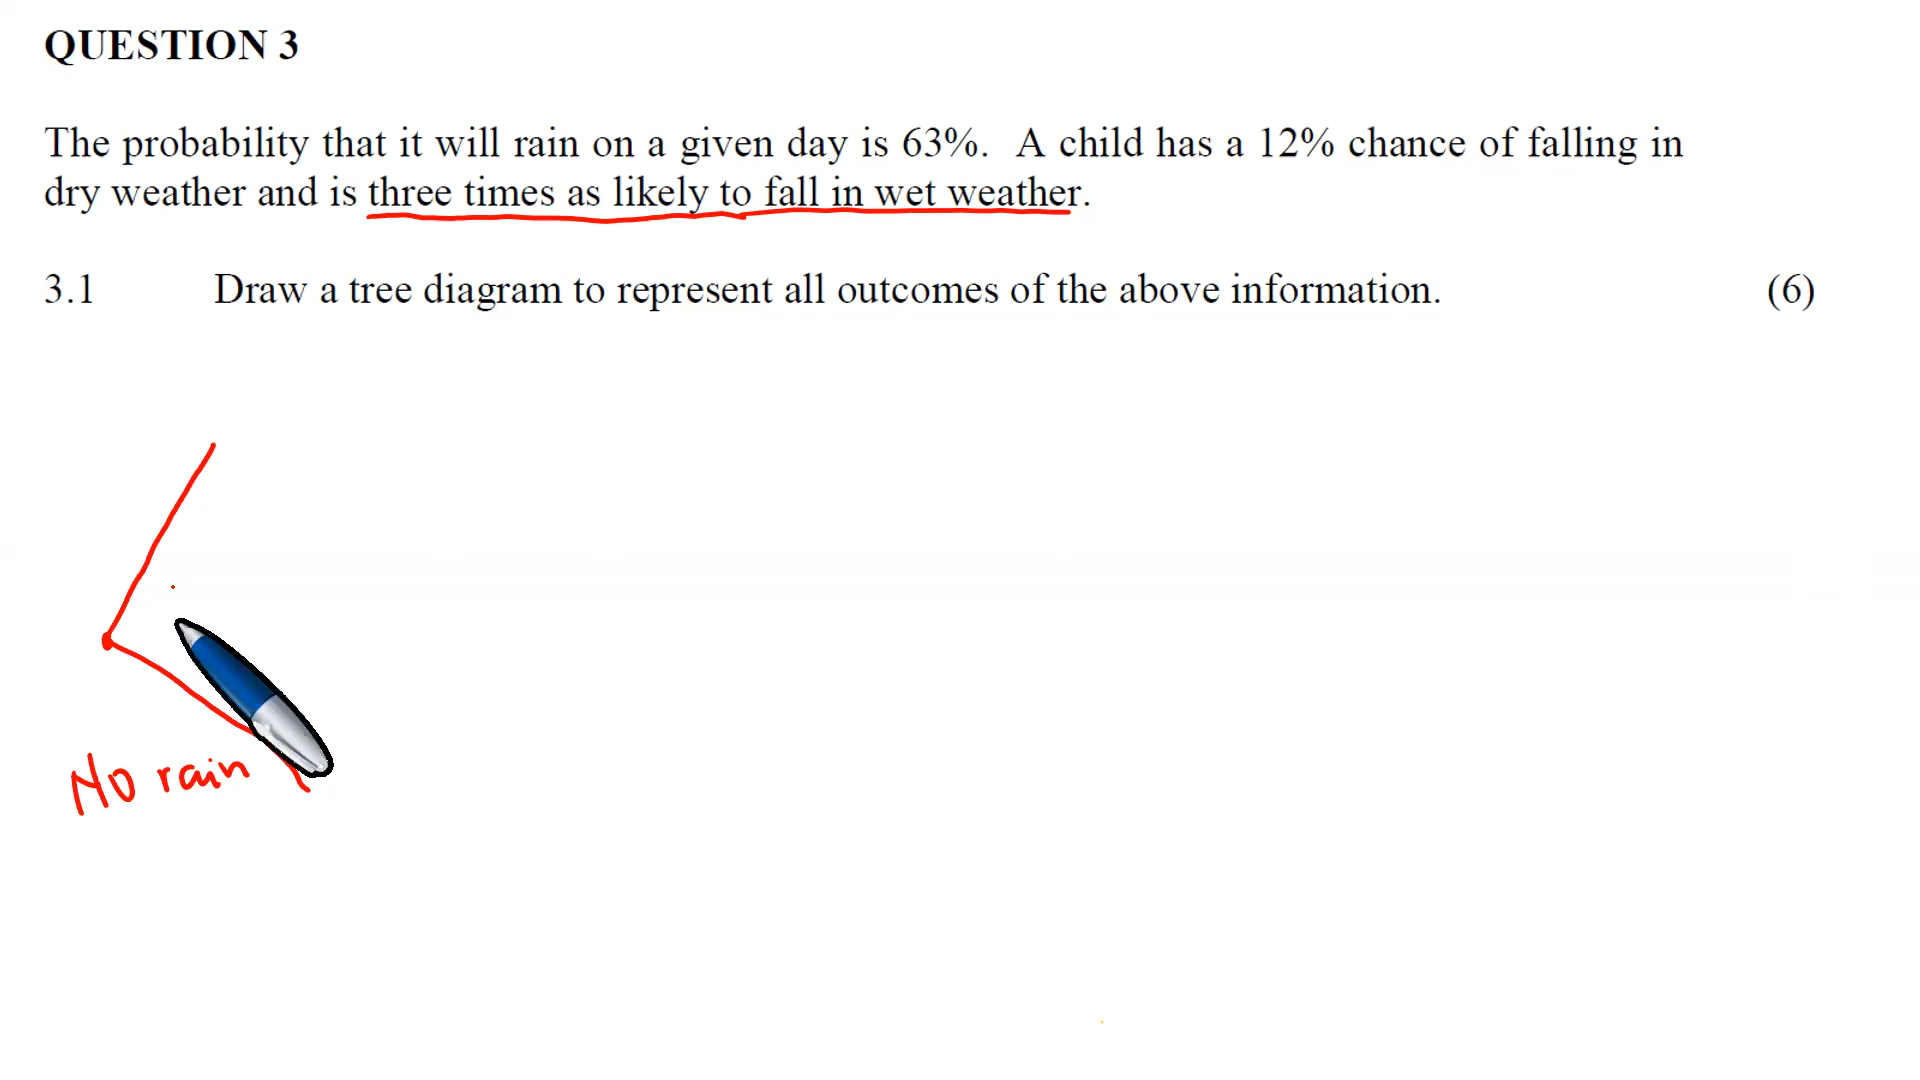 QUESTION 3
The probability that it will rain on a given day is 63%. A child has a 12% chance of falling in
dry weather and is three times as likely to fall in wet weather.
3.1 Draw a tree diagram to represent all outcomes of the above information. (6)
No rain